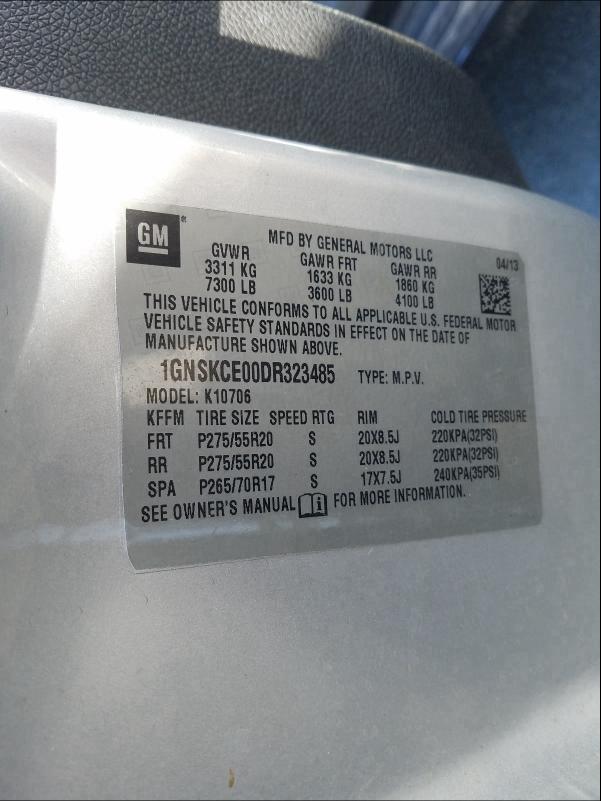 GM
MFD BY GENERAL MOTORS LLC 04/13
GVWR GAWR FRT GAWR RR
3311 KG 1633 KG 1860 KG
7300 LB 3600 LB 4100 LB
THIS VEHICLE CONFORMS TO ALL APPLICABLE U.S. FEDERAL MOTOR
VEHICLE SAFETY STANDARDS IN EFFECT ON THE DATE OF
MANUFACTURE SHOWN ABOVE.
1GNSKCE00DR323485 TYPE: M.P.V.
MODEL: K10706
KFFM TIRE SIZE SPEED RTG RIM COLD TIRE PRESSURE
FRT P275/55R20 S 20X8.5J 220KPA(32PSI)
RR P275/55R20 S 20X8.5J 220KPA(32PSI)
SPA P265/70R17 S 17X7.5J 240KPA(35PSI)
SEE OWNER'S MANUAL FOR MORE INFORMATION.